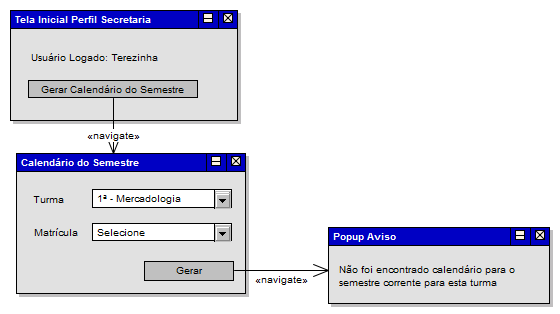 Tela Inicial Perfil Secretaria
Usuário Logado: Terezinha
Gerar Calendário do Semestre
«navigate»
Calendário do Semestre
Turma 1ª - Mercadologia
Matrícula Selecione
Gerar
«navigate»
Popup Aviso
Não foi encontrado calendário para o
semestre corrente para esta turma